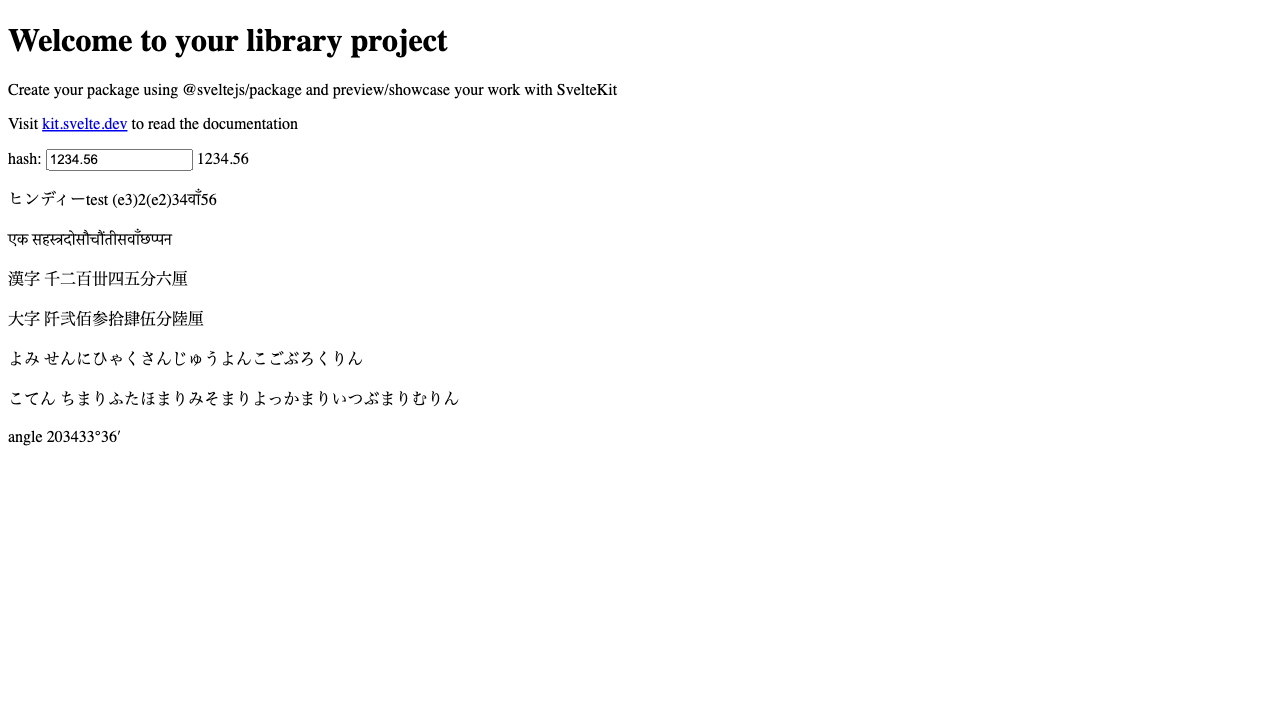 Welcome to your library project
Create your package using @sveltejs/package and preview/showcase your work with SvelteKit
Visit kit.svelte.dev to read the documentation
hash: 1234.56 1234.56
ヒンディーtest (e3)2(e2)34वाँ56
एक सहस्त्रदोसौचौंतीसवाँछप्पन
漢字 千二百卅四五分六厘
大字 阡弐佰参拾肆伍分陸厘
よみ せんにひゃくさんじゅうよんこごぶろくりん
こてん ちまりふたほまりみそまりよっかまりいつぶまりむりん
angle 203433°36′